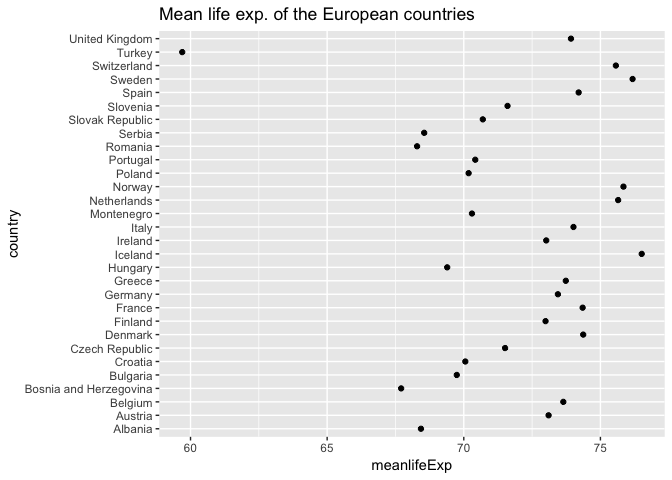 Mean life exp. of the European countries
United Kingdom
Turkey
Switzerland
Sweden
Spain
Slovenia
Slovak Republic
Serbia
Romania
Portugal
Poland
Norway
Netherlands
Montenegro
Italy
Ireland
Iceland
Hungary
Greece
Germany
France
Finland
Denmark
Czech Republic
Croatia
Bulgaria
Bosnia and Herzegovina
Belgium
Austria
Albania
country
60 65 70 75
meanlifeExp